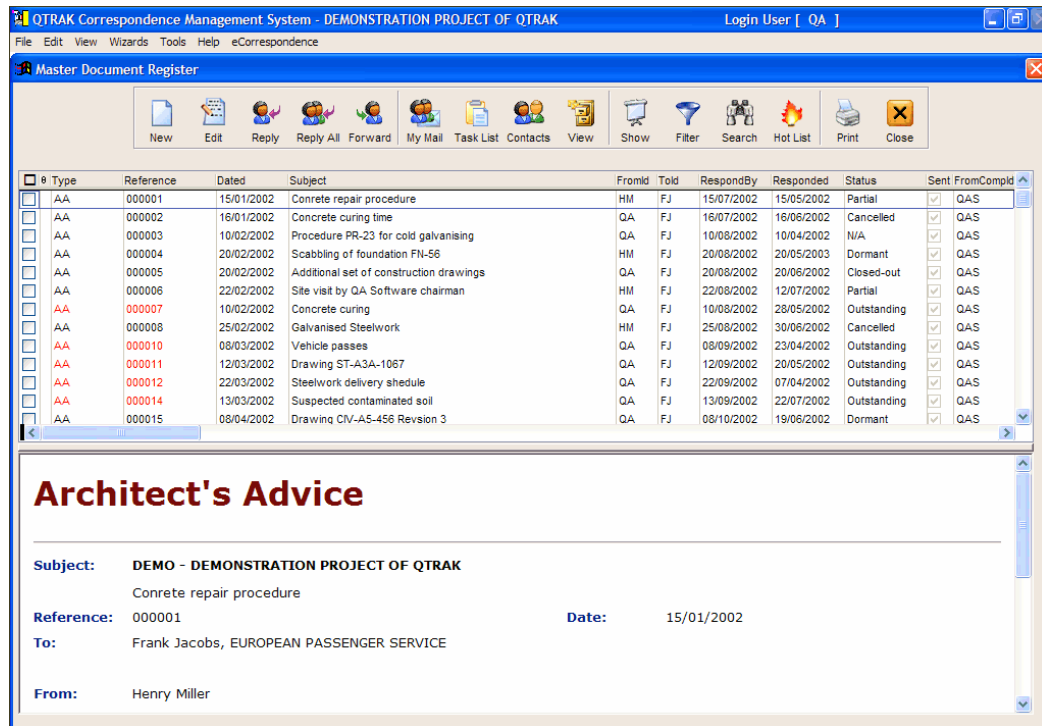 QTRAK Correspondence Management System - DEMONSTRATION PROJECT OF QTRAK Login User [ QA ]
File Edit View Wizards Tools Help eCorrespondence
Master Document Register
New Edit Reply Reply All Forward My Mail Task List Contacts View Show Filter Search Hot List Print Close
Type Reference Dated Subject FromId ToId RespondBy Responded Status Sent FromCompId
AA 000001 15/01/2002 Conrete repair procedure HM FJ 15/07/2002 15/05/2002 Partial QAS
AA 000002 16/01/2002 Concrete curing time QA FJ 16/07/2002 16/06/2002 Cancelled QAS
AA 000003 10/02/2002 Procedure PR-23 for cold galvanising QA FJ 10/08/2002 10/04/2002 N/A QAS
AA 000004 20/02/2002 Scabbling of foundation FN-56 HM FJ 20/08/2002 20/05/2003 Dormant QAS
AA 000005 20/02/2002 Additional set of construction drawings QA FJ 20/08/2002 20/06/2002 Closed-out QAS
AA 000006 22/02/2002 Site visit by QA Software chairman HM FJ 22/08/2002 12/07/2002 Partial QAS
AA 000007 10/02/2002 Concrete curing QA FJ 10/08/2002 28/05/2002 Outstanding QAS
AA 000008 25/02/2002 Galvanised Steelwork HM FJ 25/08/2002 30/06/2002 Cancelled QAS
AA 000010 08/03/2002 Vehicle passes QA FJ 08/09/2002 23/04/2002 Outstanding QAS
AA 000011 12/03/2002 Drawing ST-A3A-1067 QA FJ 12/09/2002 20/05/2002 Outstanding QAS
AA 000012 22/03/2002 Steelwork delivery shedule QA FJ 22/09/2002 07/04/2002 Outstanding QAS
AA 000014 13/03/2002 Suspected contaminated soil QA FJ 13/09/2002 22/07/2002 Outstanding QAS
AA 000015 08/04/2002 Drawing CIV-A5-456 Revsion 3 QA FJ 08/10/2002 19/06/2002 Dormant QAS
Architect's Advice
Subject: DEMO - DEMONSTRATION PROJECT OF QTRAK
Conrete repair procedure
Reference: 000001 Date: 15/01/2002
To: Frank Jacobs, EUROPEAN PASSENGER SERVICE
From: Henry Miller